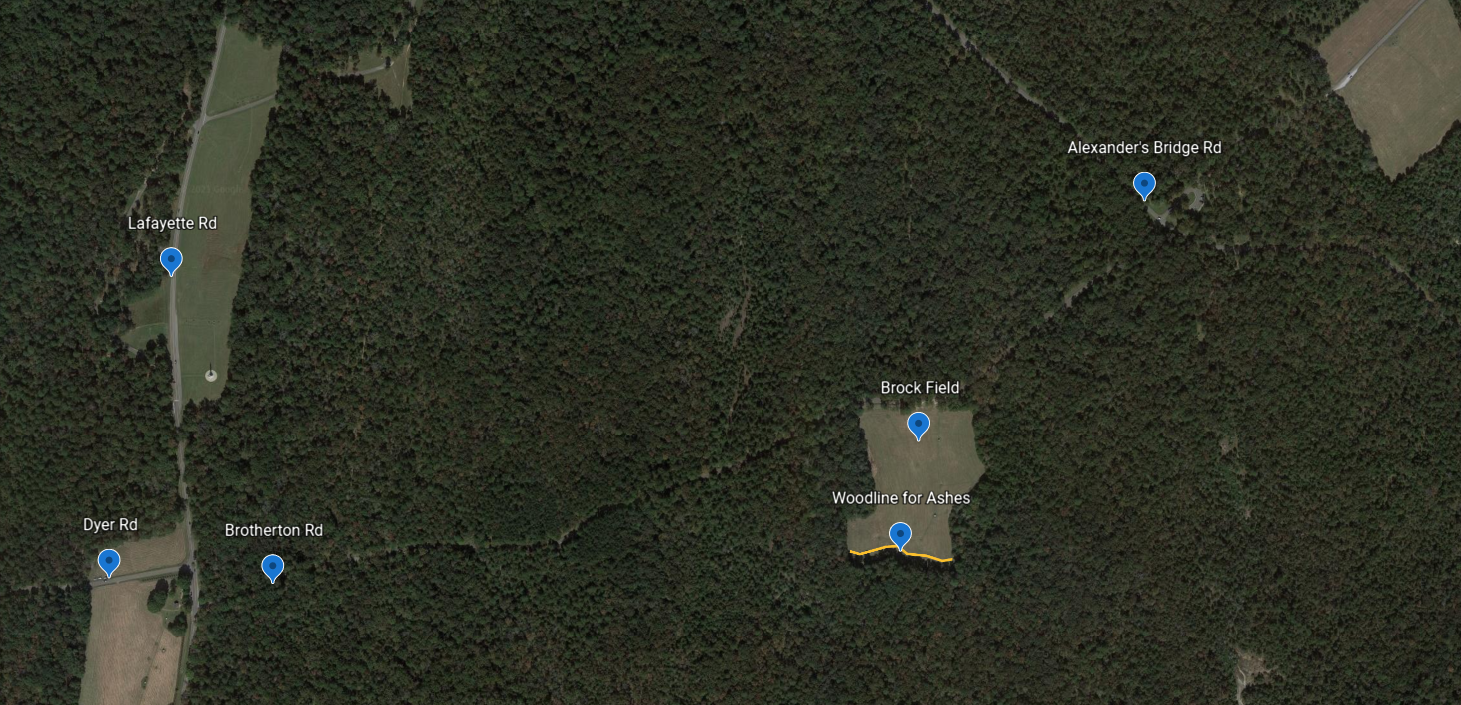 Alexander's Bridge Rd
Lafayette Rd
Brock Field
Woodline for Ashes
Dyer Rd
Brotherton Rd